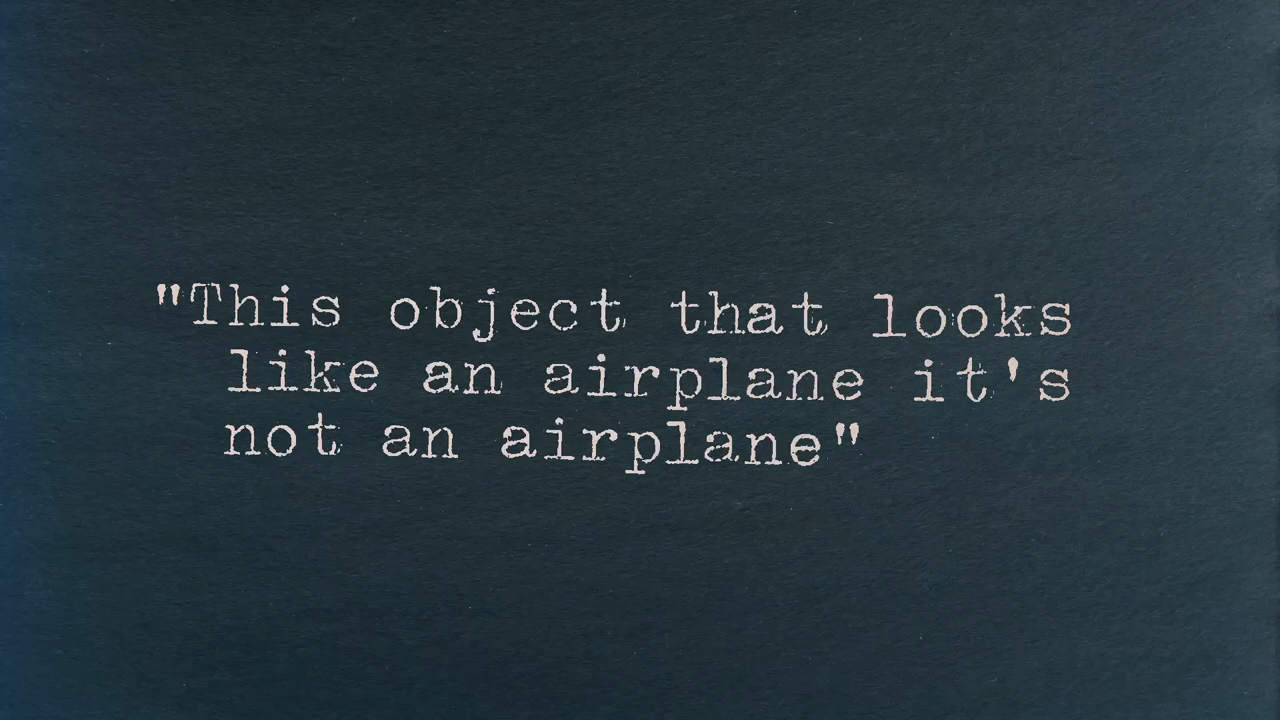 "This object that looks
like an airplane it's
not an airplane"